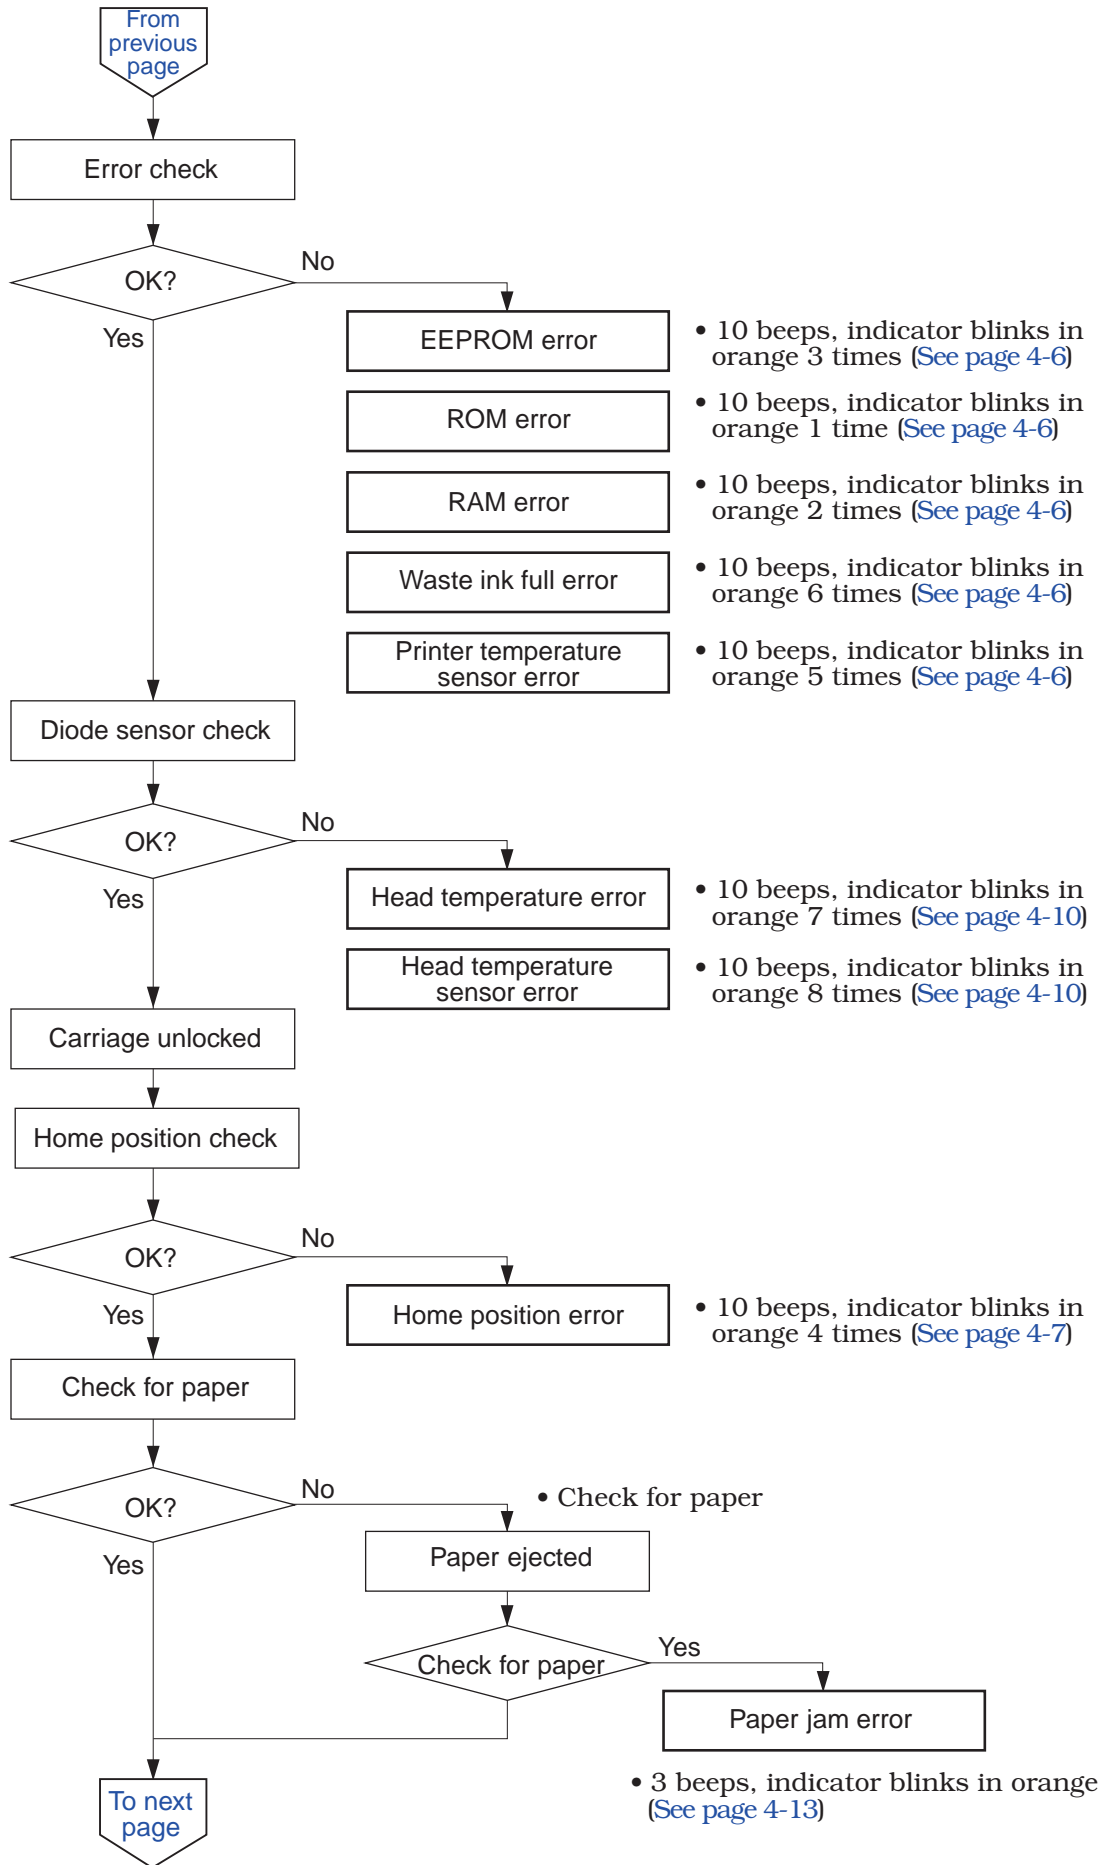 From
previous
page
Error check
OK?
No
Yes
EEPROM error
• 10 beeps, indicator blinks in
orange 3 times (See page 4-6)
ROM error
• 10 beeps, indicator blinks in
orange 1 time (See page 4-6)
RAM error
• 10 beeps, indicator blinks in
orange 2 times (See page 4-6)
Waste ink full error
• 10 beeps, indicator blinks in
orange 6 times (See page 4-6)
Printer temperature
sensor error
• 10 beeps, indicator blinks in
orange 5 times (See page 4-6)
Diode sensor check
OK?
No
Yes
Head temperature error
• 10 beeps, indicator blinks in
orange 7 times (See page 4-10)
Head temperature
sensor error
• 10 beeps, indicator blinks in
orange 8 times (See page 4-10)
Carriage unlocked
Home position check
OK?
No
Yes
Home position error
• 10 beeps, indicator blinks in
orange 4 times (See page 4-7)
Check for paper
OK?
No
Yes
• Check for paper
Paper ejected
Check for paper
Yes
Paper jam error
• 3 beeps, indicator blinks in orange
(See page 4-13)
To next
page